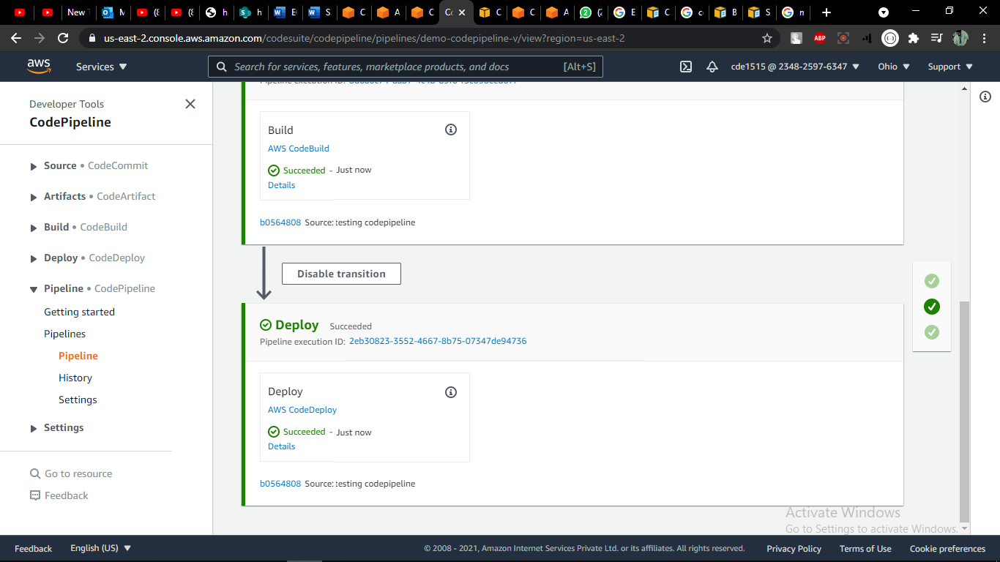 New
M
(8
(8
h
h
E
S
C
A
C
Co
C
C
A
(2
E
C
c
B
S
m
us-east-2.console.aws.amazon.com/codesuite/codepipeline/pipelines/demo-codepipeline-v/view?region=us-east-2
ABP
aws
Services
Search for services, features, marketplace products, and docs
[Alt+S]
cde1515 @ 2348-2597-6347
Ohio
Support
Developer Tools
CodePipeline
Source • CodeCommit
Artifacts • CodeArtifact
Build • CodeBuild
Deploy • CodeDeploy
Pipeline • CodePipeline
Getting started
Pipelines
Pipeline
History
Settings
Settings
Go to resource
Feedback
Pipeline execution ID:
Build
AWS CodeBuild
Succeeded - Just now
Details
b0564808 Source: testing codepipeline
Disable transition
Deploy Succeeded
Pipeline execution ID: 2eb30823-3552-4667-8b75-07347de94736
Deploy
AWS CodeDeploy
Succeeded - Just now
Details
b0564808 Source: testing codepipeline
Activate Windows
Go to Settings to activate Windows.
Feedback
English (US)
© 2008 - 2021, Amazon Internet Services Private Ltd. or its affiliates. All rights reserved.
Privacy Policy
Terms of Use
Cookie preferences